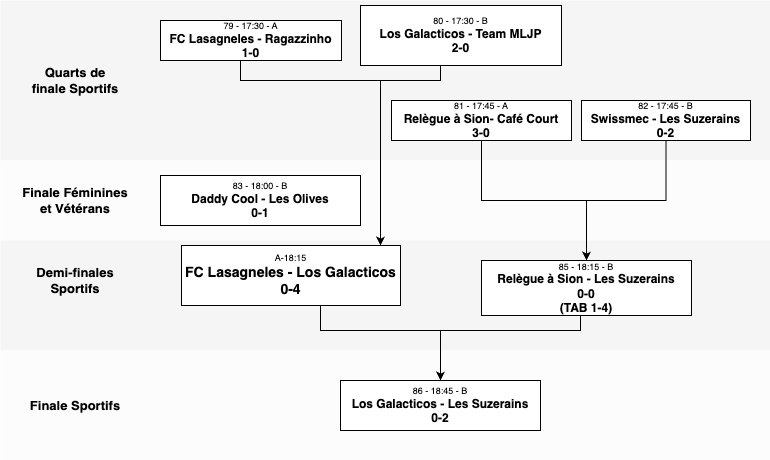 Quarts de
finale Sportifs
79 - 17:30 - A
FC Lasagneles - Ragazzinho
1-0
80 - 17:30 - B
Los Galacticos - Team MLJP
2-0
81 - 17:45 - A
Relègue à Sion- Café Court
3-0
82 - 17:45 - B
Swissmec - Les Suzerains
0-2
Finale Féminines
et Vétérans
83 - 18:00 - B
Daddy Cool - Les Olives
0-1
Demi-finales
Sportifs
A-18:15
FC Lasagneles - Los Galacticos
0-4
85 - 18:15 - B
Relègue à Sion - Les Suzerains
0-0
(TAB 1-4)
Finale Sportifs
86 - 18:45 - B
Los Galacticos - Les Suzerains
0-2